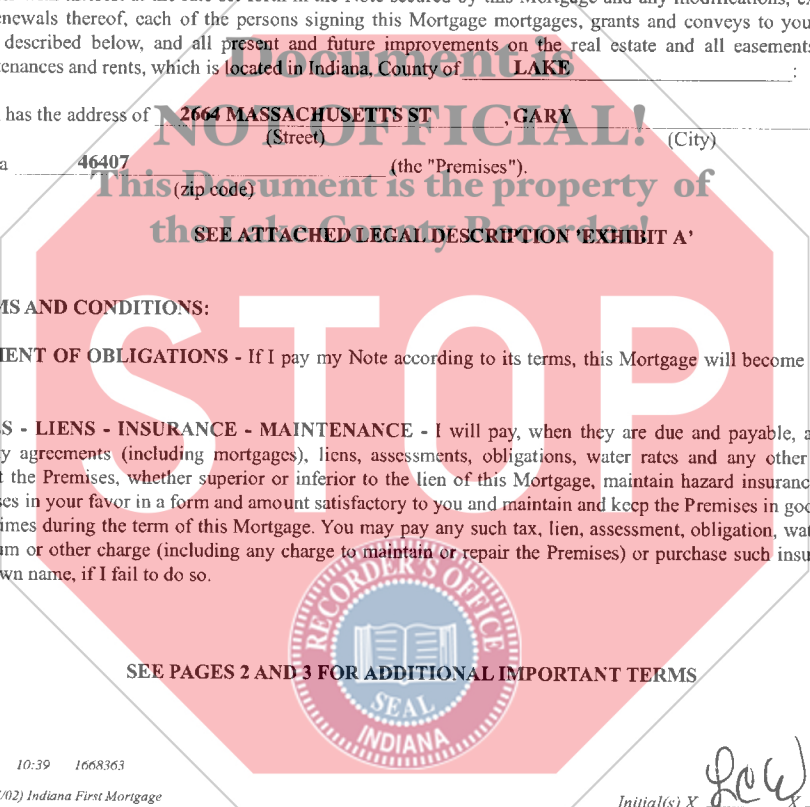 enewals thereof, each of the persons signing this Mortgage mortgages, grants and conveys to you
described below, and all present and future improvements on the real estate and all easements
tenances and rents, which is located in Indiana, County of LAKE :
Document is
has the address of 2664 MASSACHUSETTS ST , GARY
NOT OFFICIAL!
(Street) (City)
a 46407 (the "Premises").
This Document is the property of
(zip code)
the Lake County Recorder!
SEE ATTACHED LEGAL DESCRIPTION 'EXHIBIT A'
MS AND CONDITIONS:
STOP
MENT OF OBLIGATIONS - If I pay my Note according to its terms, this Mortgage will become
S - LIENS - INSURANCE - MAINTENANCE - I will pay, when they are due and payable, a
y agreements (including mortgages), liens, assessments, obligations, water rates and any other
t the Premises, whether superior or inferior to the lien of this Mortgage, maintain hazard insuranc
ses in your favor in a form and amount satisfactory to you and maintain and keep the Premises in goo
imes during the term of this Mortgage. You may pay any such tax, lien, assessment, obligation, wat
um or other charge (including any charge to maintain or repair the Premises) or purchase such insu
wn name, if I fail to do so.
RECORDER'S OFFICE
SEE PAGES 2 AND 3 FOR ADDITIONAL IMPORTANT TERMS
SEAL
INDIANA
10:39 1668363
/02) Indiana First Mortgage
Initial(s) X LCW X